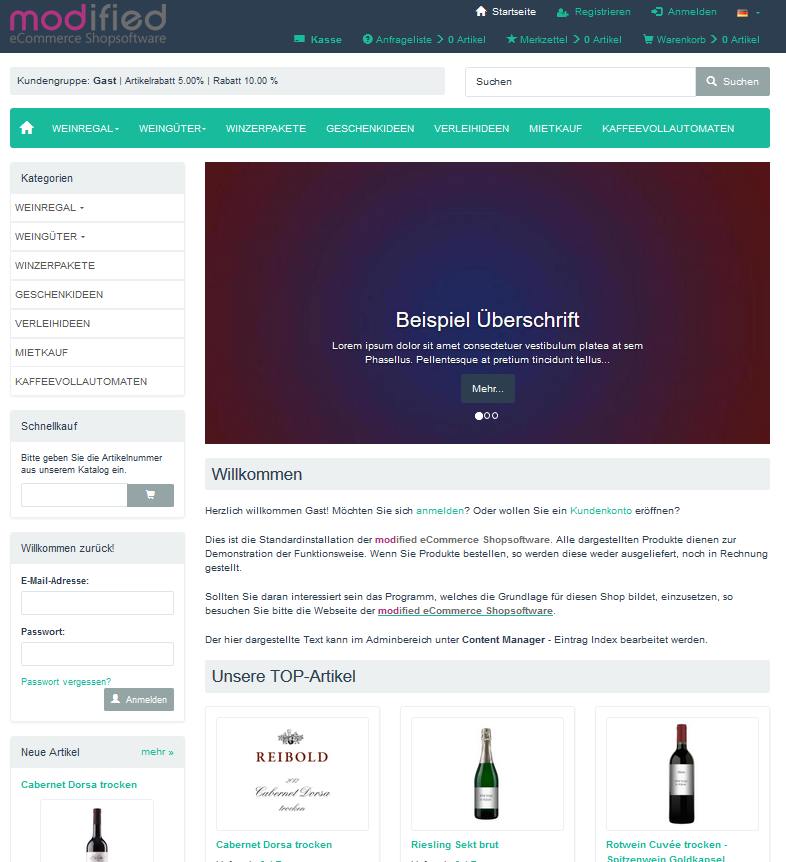 modified
eCommerce Shopsoftware
Startseite Registrieren Anmelden
Kasse Anfrageliste 0 Artikel Merkzettel 0 Artikel Warenkorb 0 Artikel
Kundengruppe: Gast | Artikelrabatt 5.00% | Rabatt 10.00 %
Suchen Suchen
WEINREGAL WEINGÜTER WINZERPAKETE GESCHENKIDEEN VERLEIHIDEEN MIETKAUF KAFFEEVOLLAUTOMATEN
Kategorien
WEINREGAL
WEINGÜTER
WINZERPAKETE
GESCHENKIDEEN
VERLEIHIDEEN
MIETKAUF
KAFFEEVOLLAUTOMATEN
Schnellkauf
Bitte geben Sie die Artikelnummer
aus unserem Katalog ein.
Willkommen zurück!
E-Mail-Adresse:
Passwort:
Passwort vergessen?
Anmelden
Neue Artikel mehr »
Cabernet Dorsa trocken
Beispiel Überschrift
Lorem ipsum dolor sit amet consectetuer vestibulum platea at sem
Phasellus. Pellentesque at pretium tincidunt tellus...
Mehr...
Willkommen
Herzlich willkommen Gast! Möchten Sie sich anmelden? Oder wollen Sie ein Kundenkonto eröffnen?
Dies ist die Standardinstallation der modified eCommerce Shopsoftware. Alle dargestellten Produkte dienen zur
Demonstration der Funktionsweise. Wenn Sie Produkte bestellen, so werden diese weder ausgeliefert, noch in Rechnung
gestellt.
Sollten Sie daran interessiert sein das Programm, welches die Grundlage für diesen Shop bildet, einzusetzen, so
besuchen Sie bitte die Webseite der modified eCommerce Shopsoftware.
Der hier dargestellte Text kann im Adminbereich unter Content Manager - Eintrag Index bearbeitet werden.
Unsere TOP-Artikel
REIBOLD
2012
Cabernet Dorsa
trocken
Cabernet Dorsa trocken
Riesling Sekt brut
Rotwein Cuvée trocken -
Spitzenwein Goldkapsel